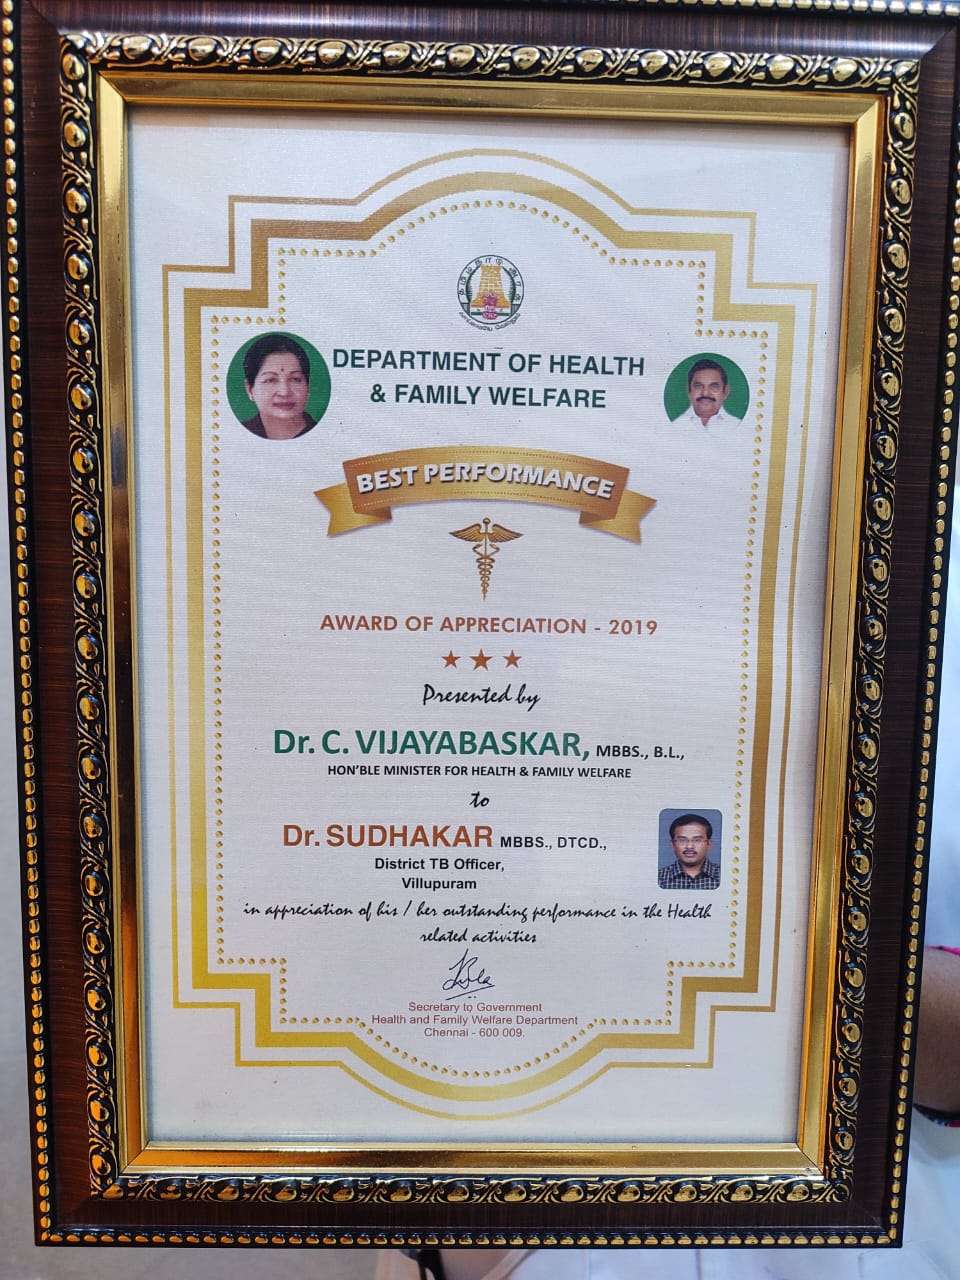 தமிழ்நாடு அரசு
வாய்மையே வெல்லும்
DEPARTMENT OF HEALTH
& FAMILY WELFARE
BEST PERFORMANCE
AWARD OF APPRECIATION - 2019
Presented by
Dr. C. VIJAYABASKAR, MBBS., B.L.,
HON'BLE MINISTER FOR HEALTH & FAMILY WELFARE
to
Dr. SUDHAKAR MBBS., DTCD.,
District TB Officer,
Villupuram
in appreciation of his / her outstanding performance in the Health
related activities
Secretary to Government
Health and Family Welfare Department
Chennai - 600 009.